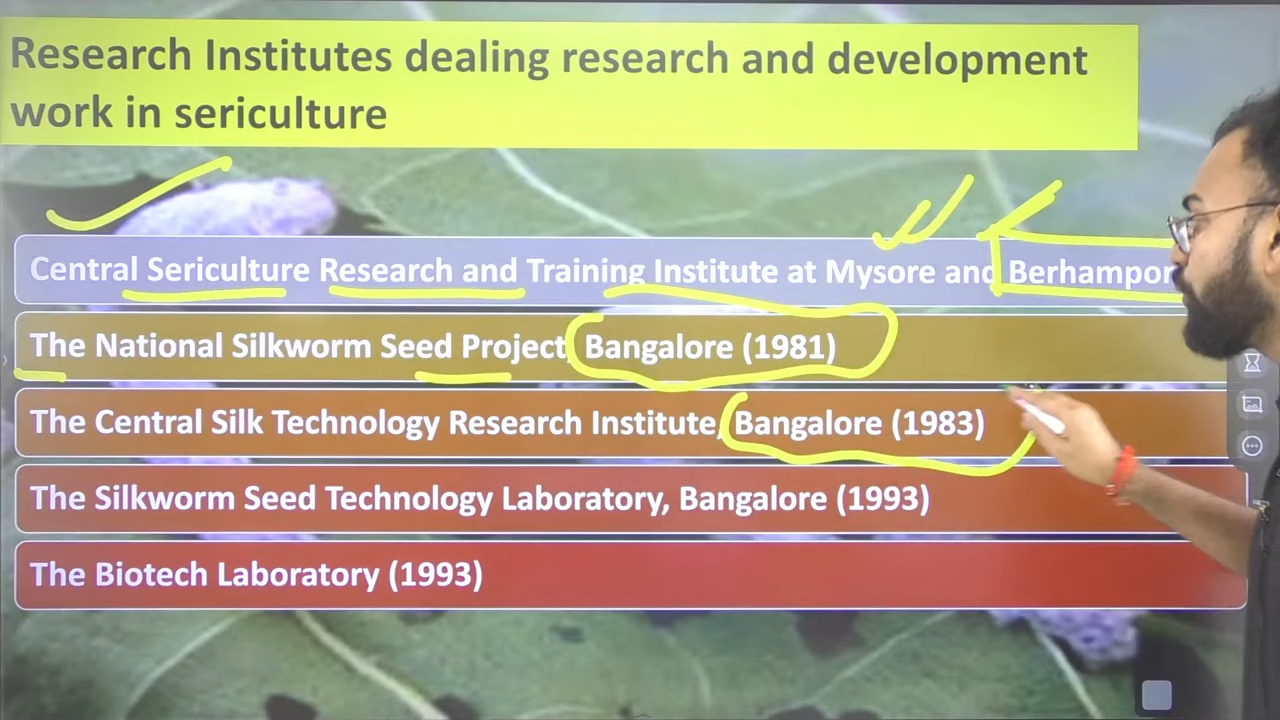 Research Institutes dealing research and development
work in sericulture
Central Sericulture Research and Training Institute at Mysore and
The National Silkworm Seed Project, Bangalore (1981)
The Central Silk Technology Research Institute, Bangalore (1983)
The Silkworm Seed Technology Laboratory, Bangalore (1993)
The Biotech Laboratory (1993)